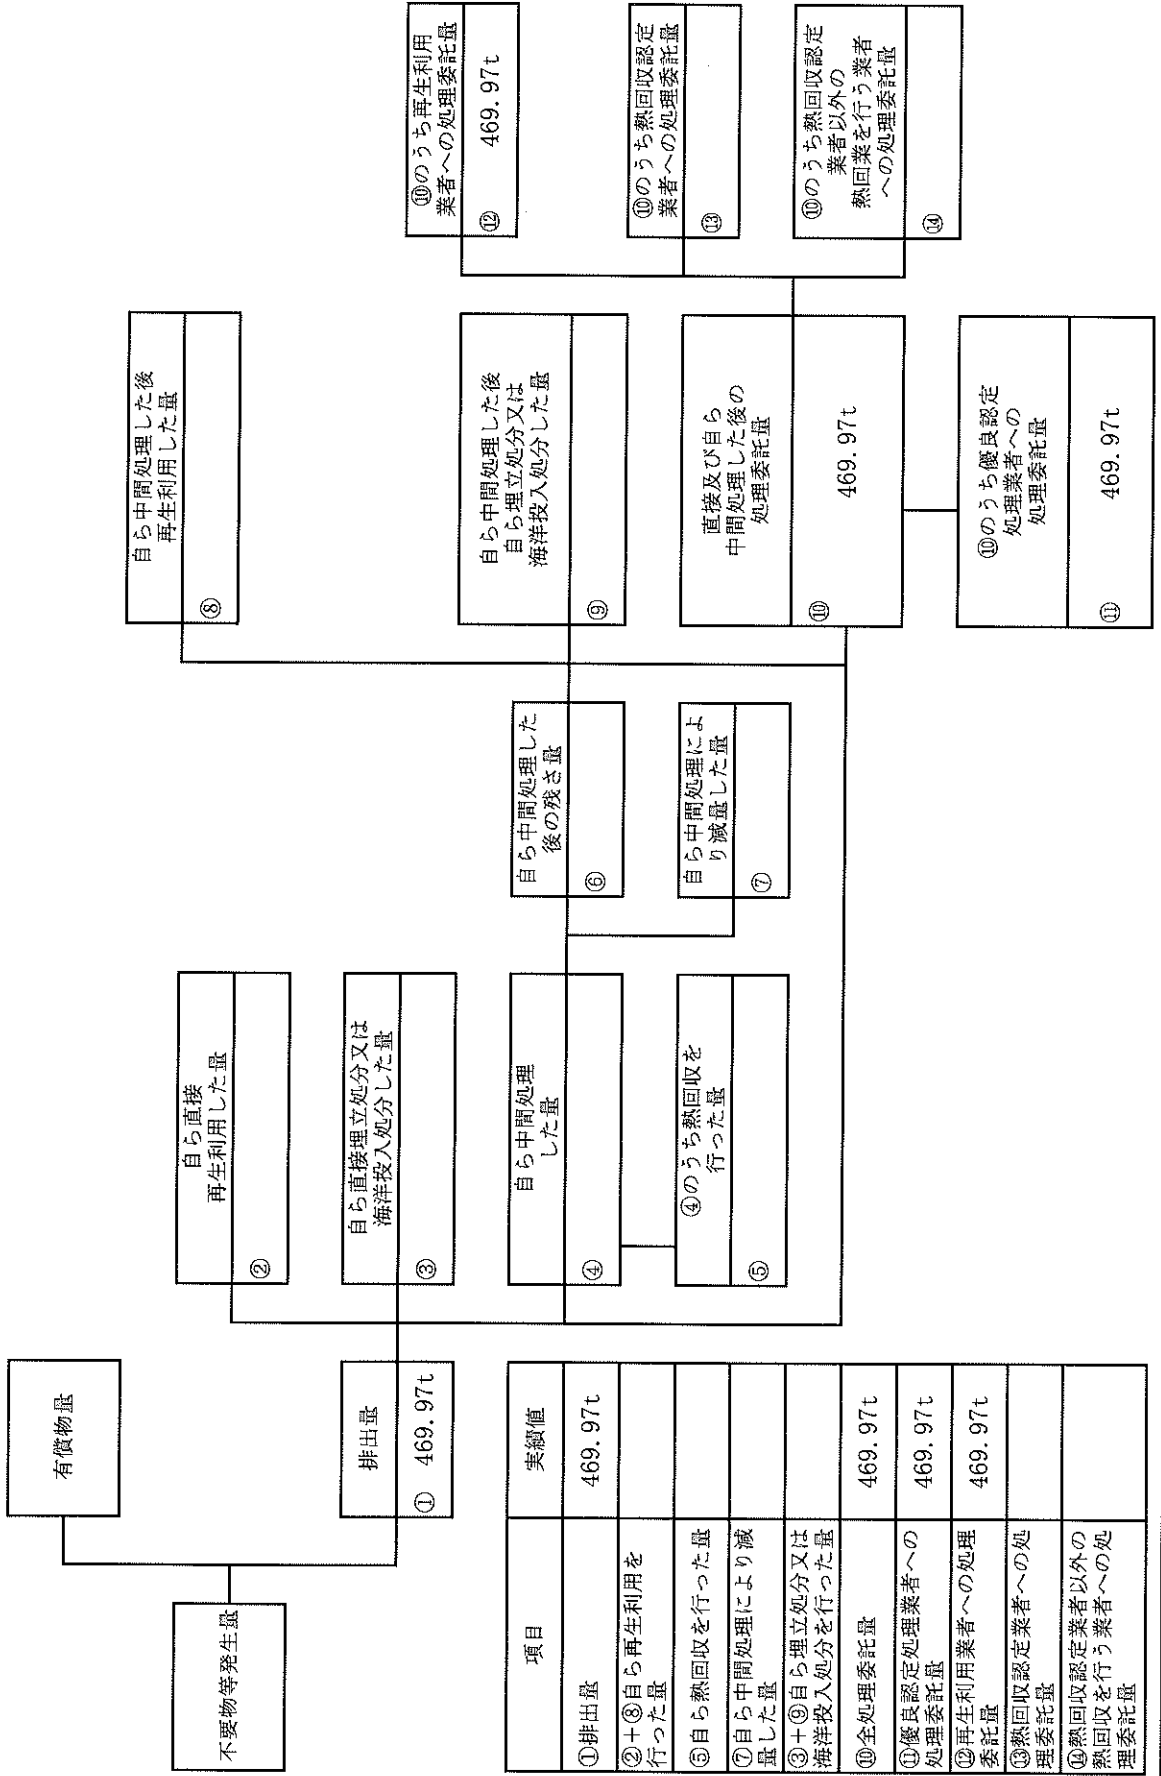 不要物等発生量
有償物量
排出量
① 469.97t
自ら直接
再生利用した量
②
自ら直接埋立処分又は
海洋投入処分した量
③
自ら中間処理
した量
④
④のうち熱回収を
行った量
⑤
自ら中間処理した
後の残さ量
⑥
自ら中間処理によ
り減量した量
⑦
自ら中間処理した後
再生利用した量
⑧
自ら中間処理した後
自ら埋立処分又は
海洋投入処分した量
⑨
直接及び自ら
中間処理した後の
処理委託量
⑩ 469.97t
⑩のうち優良認定
処理業者への
処理委託量
⑪ 469.97t
⑩のうち再生利用
業者への処理委託量
⑫ 469.97t
⑩のうち熱回収認定
業者への処理委託量
⑬
⑩のうち熱回収認定
業者以外の
熱回業を行う業者
への処理委託量
⑭
項目 実績値
①排出量 469.97t
②+⑧自ら再生利用を
行った量
⑤自ら熱回収を行った量
⑦自ら中間処理により減
量した量
③+⑨自ら埋立処分又は
海洋投入処分を行った量
⑩全処理委託量 469.97t
⑪優良認定処理業者への
処理委託量 469.97t
⑫再生利用業者への処理
委託量 469.97t
⑬熱回収認定業者への処
理委託量
⑭熱回収認定業者以外の
熱回収を行う業者への処
理委託量